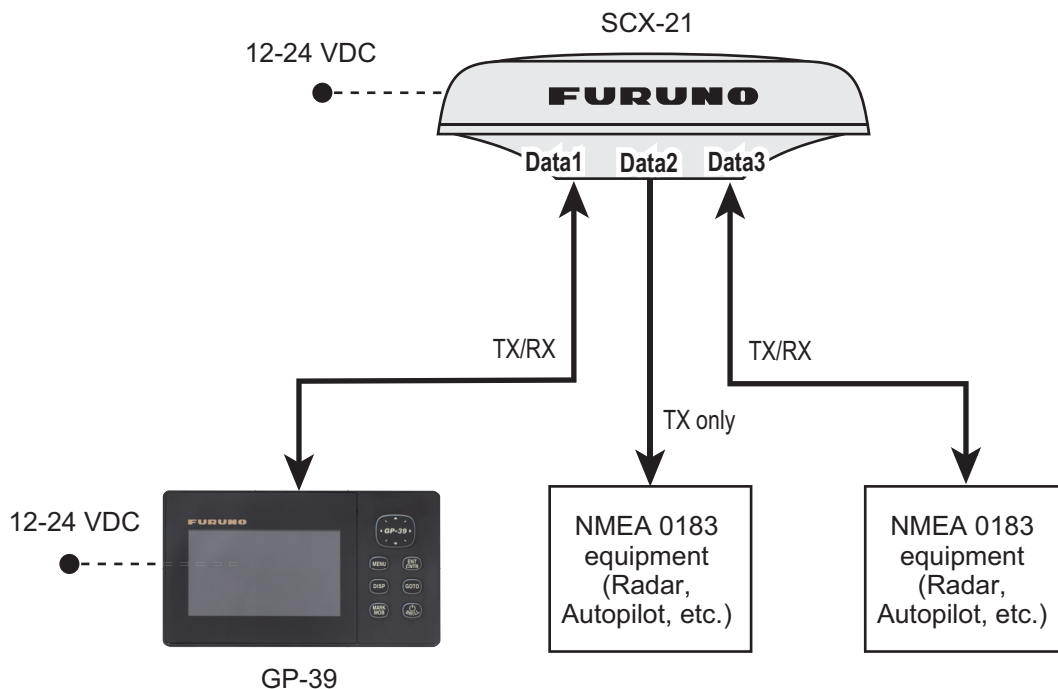 SCX-21
12-24 VDC
FURUNO
Data1 Data2 Data3
TX/RX
TX/RX
TX only
12-24 VDC
FURUNO
GP-39
MENU
ENT
DISP
GOTO
MARK
MOB
GP-39
NMEA 0183
equipment
(Radar,
Autopilot, etc.)
NMEA 0183
equipment
(Radar,
Autopilot, etc.)